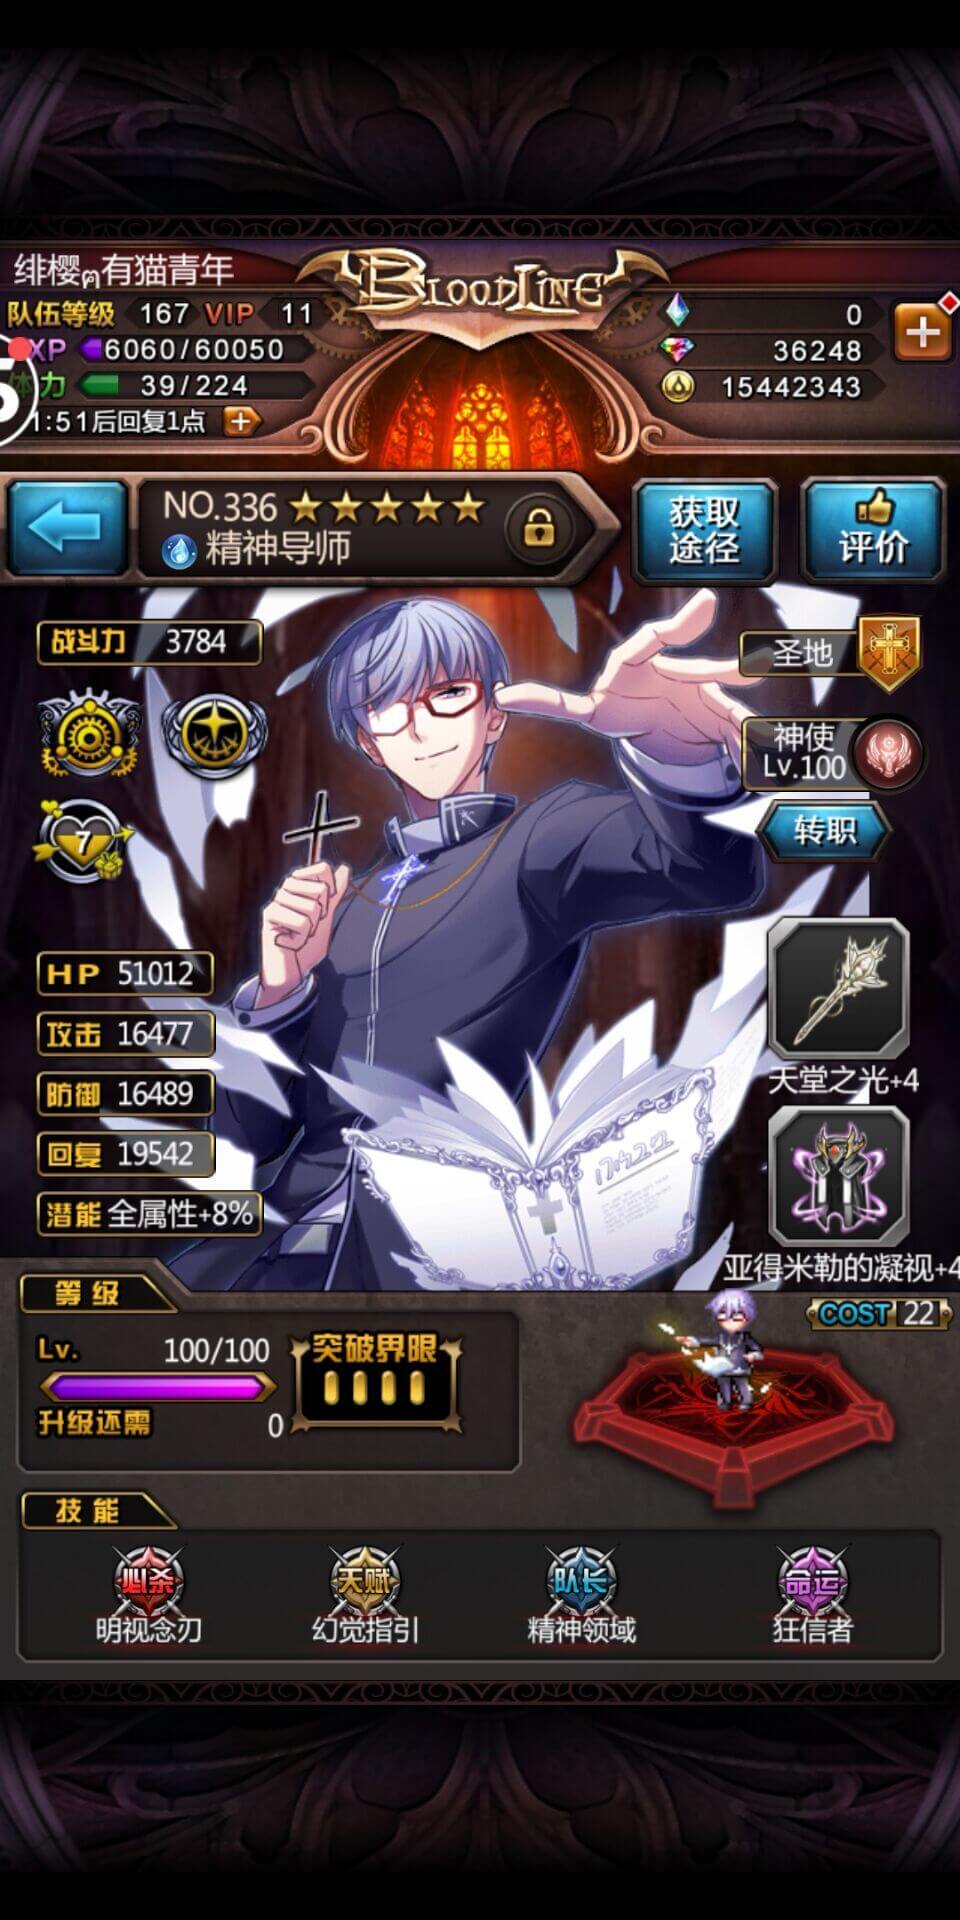 绯樱ฅ有猫青年
BLOODLINE
队伍等级 167 VIP 11
0
XP 6060/60050
36248
体力 39/224
15442343
1:51后回复1点
NO.336
精神导师
获取
途径
评价
战斗力 3784
圣地
神使
Lv.100
7
转职
HP 51012
攻击 16477
防御 16489
回复 19542
潜能 全属性+8%
天堂之光+4
亚得米勒的凝视+4
等级
COST 22
Lv. 100/100
突破界限
升级还需 0
技能
必杀 天赋 队长 命运
明视念刃 幻觉指引 精神领域 狂信者